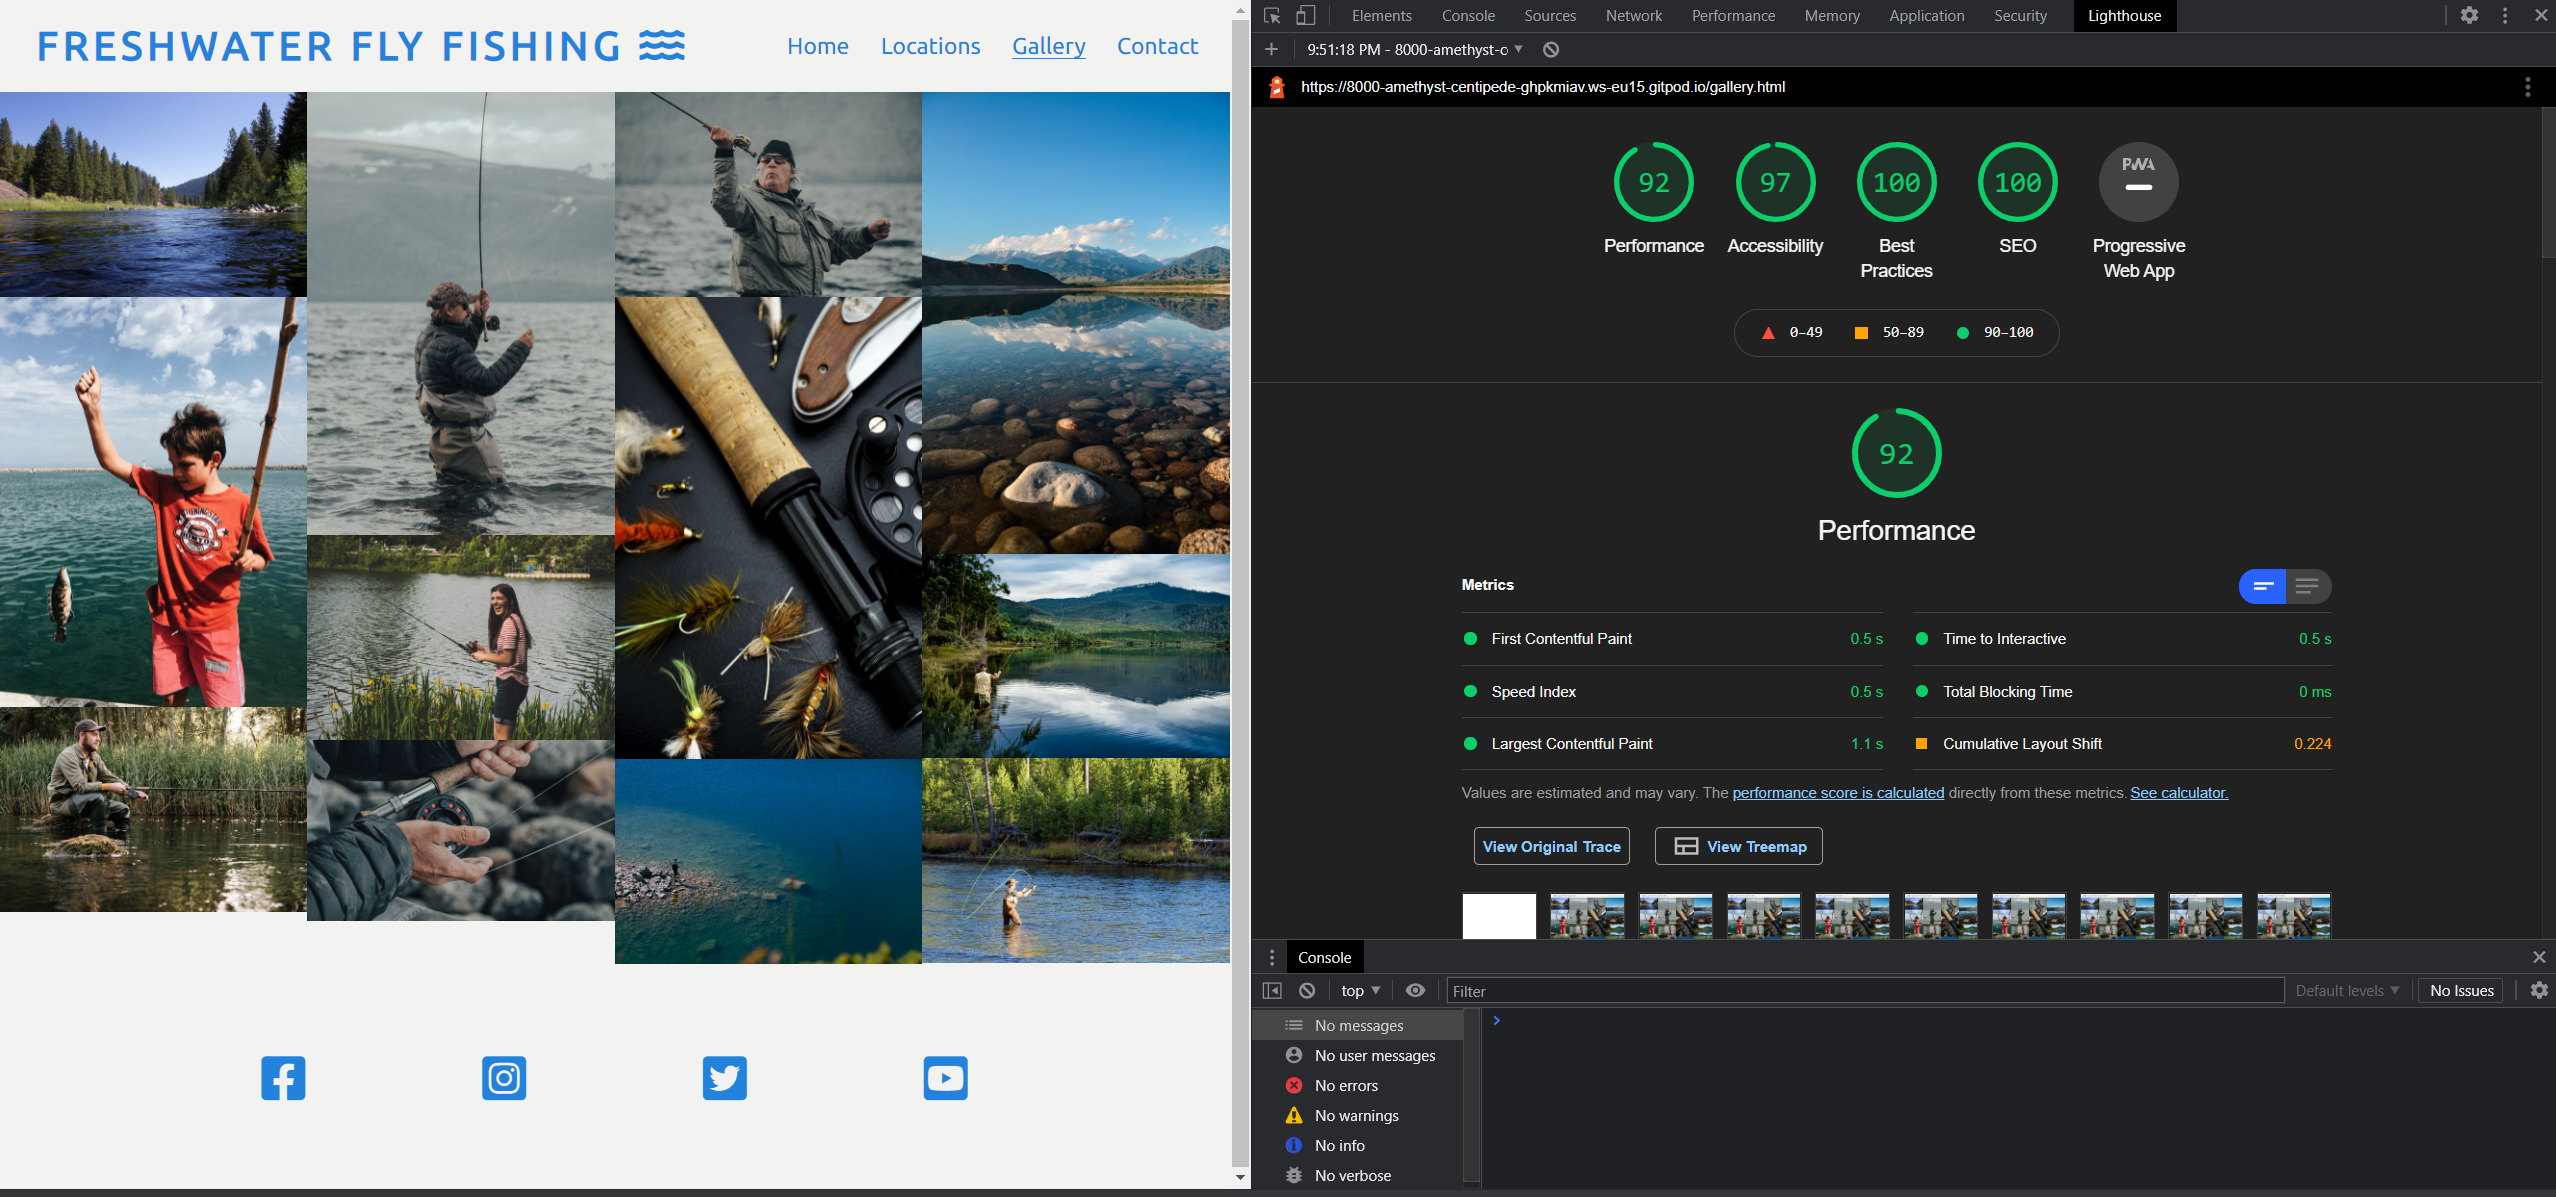 FRESHWATER FLY FISHING
Home Locations Gallery Contact
Elements Console Sources Network Performance Memory Application Security Lighthouse
9:51:18 PM - 8000-amethyst-c
https://8000-amethyst-centipede-ghpkmiav.ws-eu15.gitpod.io/gallery.html
92 97 100 100 PWA
Performance Accessibility Best Practices SEO Progressive Web App
0–49 50–89 90–100
92
Performance
Metrics
First Contentful Paint 0.5 s
Time to Interactive 0.5 s
Speed Index 0.5 s
Total Blocking Time 0 ms
Largest Contentful Paint 1.1 s
Cumulative Layout Shift 0.224
Values are estimated and may vary. The performance score is calculated directly from these metrics. See calculator.
View Original Trace View Treemap
Console
top Filter Default levels No Issues
No messages
No user messages
No errors
No warnings
No info
No verbose